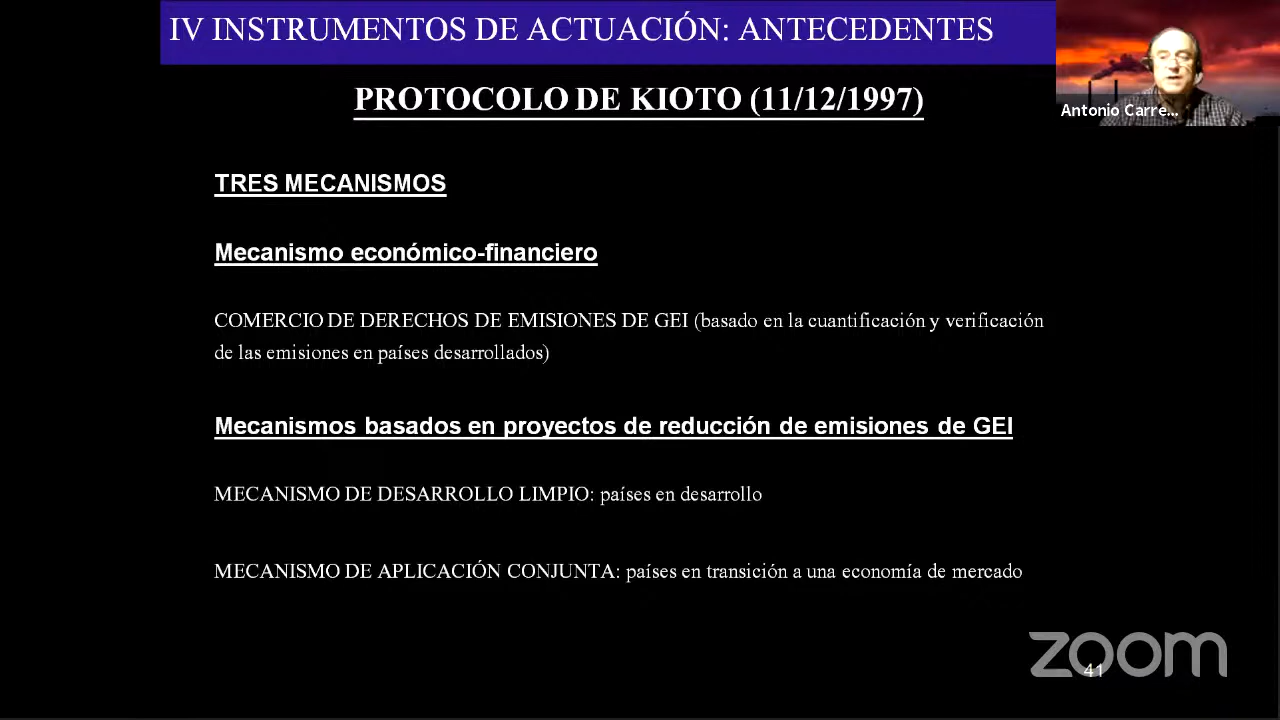 IV INSTRUMENTOS DE ACTUACIÓN: ANTECEDENTES
Antonio Carre...
PROTOCOLO DE KIOTO (11/12/1997)
TRES MECANISMOS
Mecanismo económico-financiero
COMERCIO DE DERECHOS DE EMISIONES DE GEI (basado en la cuantificación y verificación
de las emisiones en países desarrollados)
Mecanismos basados en proyectos de reducción de emisiones de GEI
MECANISMO DE DESARROLLO LIMPIO: países en desarrollo
MECANISMO DE APLICACIÓN CONJUNTA: países en transición a una economía de mercado
zoom
41